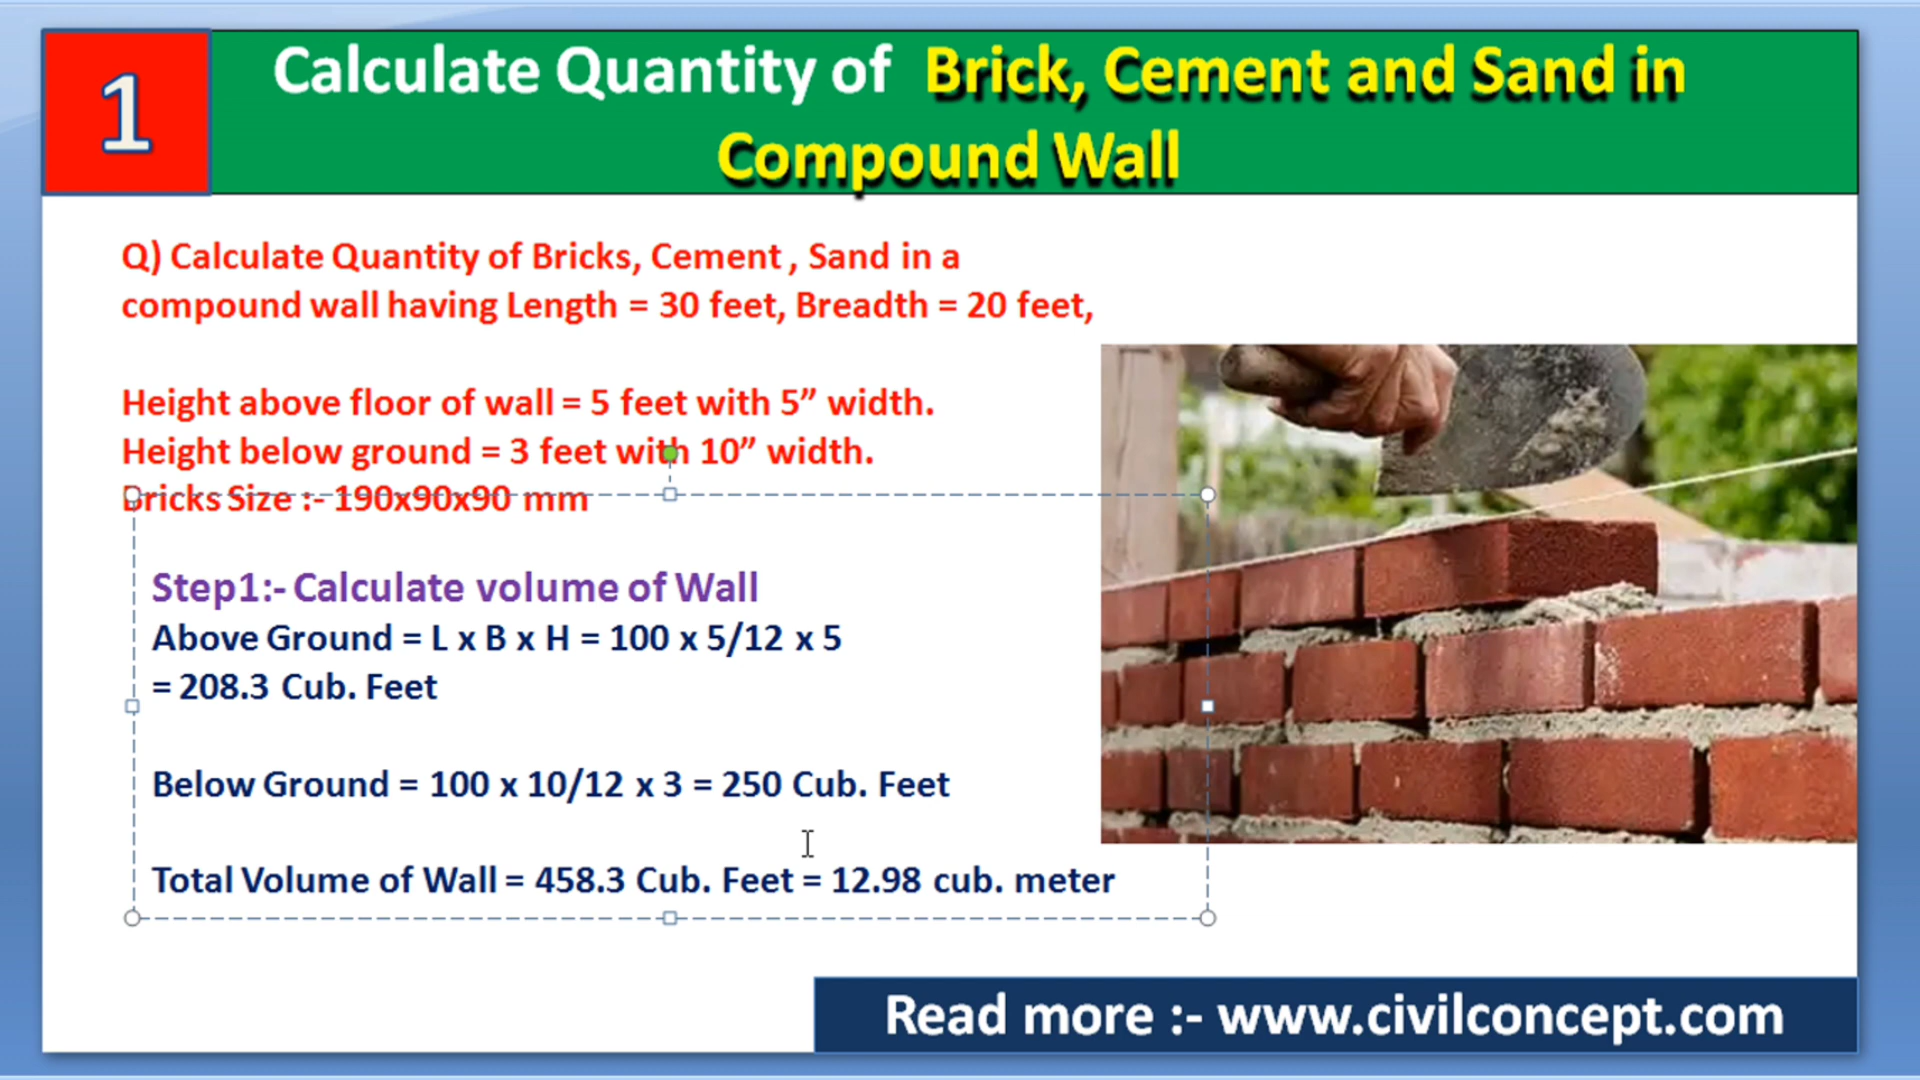 1
Calculate Quantity of Brick, Cement and Sand in
Compound Wall
Q) Calculate Quantity of Bricks, Cement , Sand in a
compound wall having Length = 30 feet, Breadth = 20 feet,
Height above floor of wall = 5 feet with 5” width.
Height below ground = 3 feet with 10” width.
Bricks Size :- 190x90x90 mm
Step1:- Calculate volume of Wall
Above Ground = L x B x H = 100 x 5/12 x 5
= 208.3 Cub. Feet
Below Ground = 100 x 10/12 x 3 = 250 Cub. Feet
Total Volume of Wall = 458.3 Cub. Feet = 12.98 cub. meter
Read more :- www.civilconcept.com